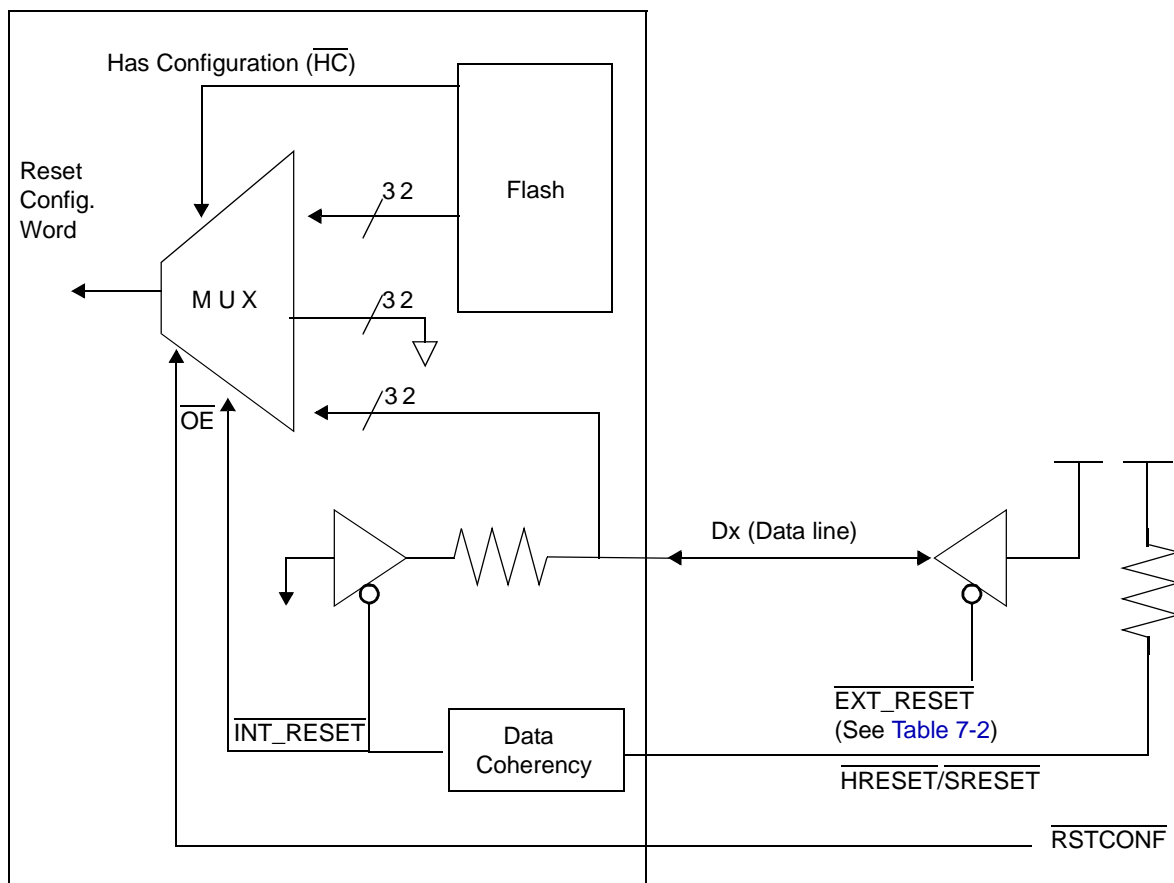 Has Configuration (HC)
Reset
Config.
Word
32
Flash
MUX
32
32
OE
Dx (Data line)
EXT_RESET
(See Table 7-2)
INT_RESET
Data
Coherency
HRESET/SRESET
RSTCONF